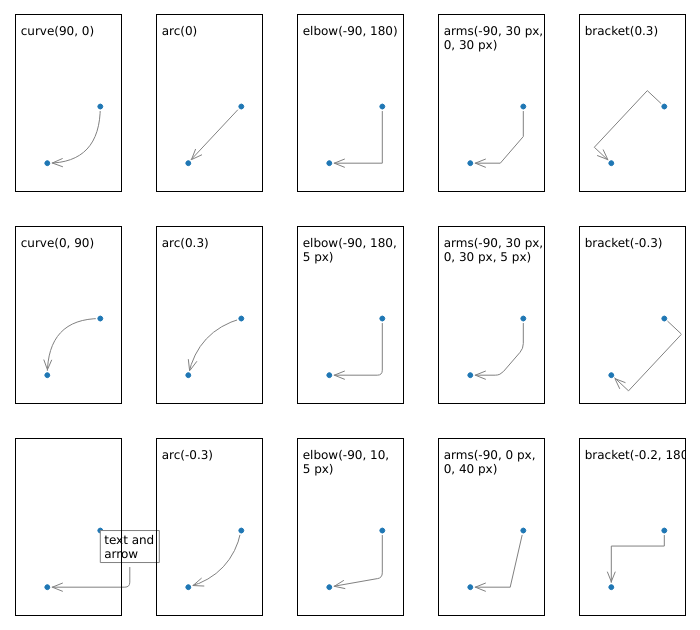 curve(90, 0)
arc(0)
elbow(-90, 180)
arms(-90, 30 px,
0, 30 px)
bracket(0.3)
curve(0, 90)
arc(0.3)
elbow(-90, 180,
5 px)
arms(-90, 30 px,
0, 30 px, 5 px)
bracket(-0.3)
text and
arrow
arc(-0.3)
elbow(-90, 10,
5 px)
arms(-90, 0 px,
0, 40 px)
bracket(-0.2, 180